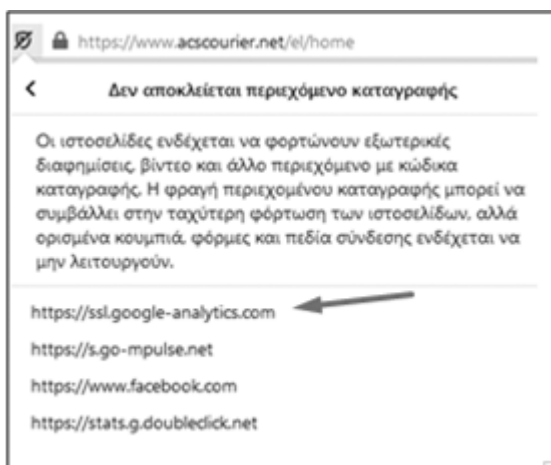 https://www.acscourier.net/el/home
Δεν αποκλείεται περιεχόμενο καταγραφής
Οι ιστοσελίδες ενδέχεται να φορτώνουν εξωτερικές
διαφημίσεις, βίντεο και άλλο περιεχόμενο με κώδικα
καταγραφής. Η φραγή περιεχομένου καταγραφής μπορεί να
συμβάλλει στην ταχύτερη φόρτωση των ιστοσελίδων, αλλά
ορισμένα κουμπιά, φόρμες και πεδία σύνδεσης ενδέχεται να
μην λειτουργούν.
https://ssl.google-analytics.com
https://s.go-mpulse.net
https://www.facebook.com
https://stats.g.doubleclick.net